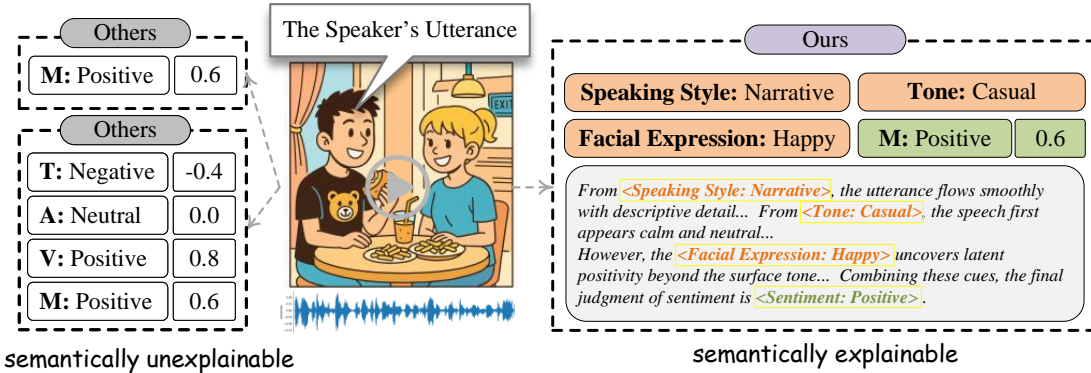 Others
M: Positive 0.6
Others
T: Negative -0.4
A: Neutral 0.0
V: Positive 0.8
M: Positive 0.6
semantically unexplainable
The Speaker's Utterance
EXIT
Ours
Speaking Style: Narrative Tone: Casual
Facial Expression: Happy M: Positive 0.6
From <Speaking Style: Narrative>, the utterance flows smoothly
with descriptive detail... From <Tone: Casual>, the speech first
appears calm and neutral...
However, the <Facial Expression: Happy> uncovers latent
positivity beyond the surface tone... Combining these cues, the final
judgment of sentiment is <Sentiment: Positive>.
semantically explainable